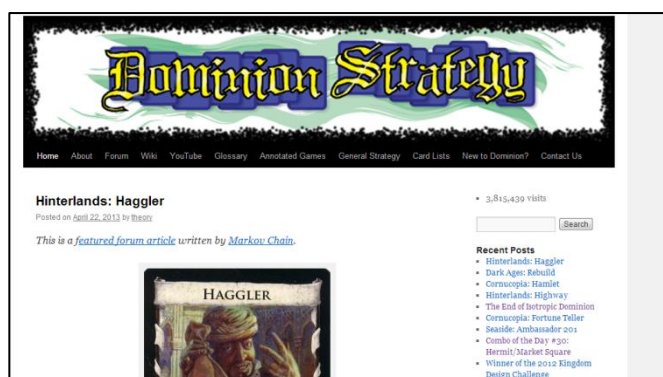 Dominion Strategy
Home About Forum Wiki YouTube Glossary Annotated Games General Strategy Card Lists New to Dominion? Contact Us
Hinterlands: Haggler
Posted on April 22, 2013 by theory
This is a featured forum article written by Markov Chain.
HAGGLER
3,815,439 visits
Search
Recent Posts
Hinterlands: Haggler
Dark Ages: Rebuild
Cornucopia: Hamlet
Hinterlands: Highway
The End of Isotropic Dominion
Cornucopia: Fortune Teller
Seaside: Ambassador 201
Combo of the Day #30:
Hermit/Market Square
Winner of the 2012 Kingdom
Design Challenge